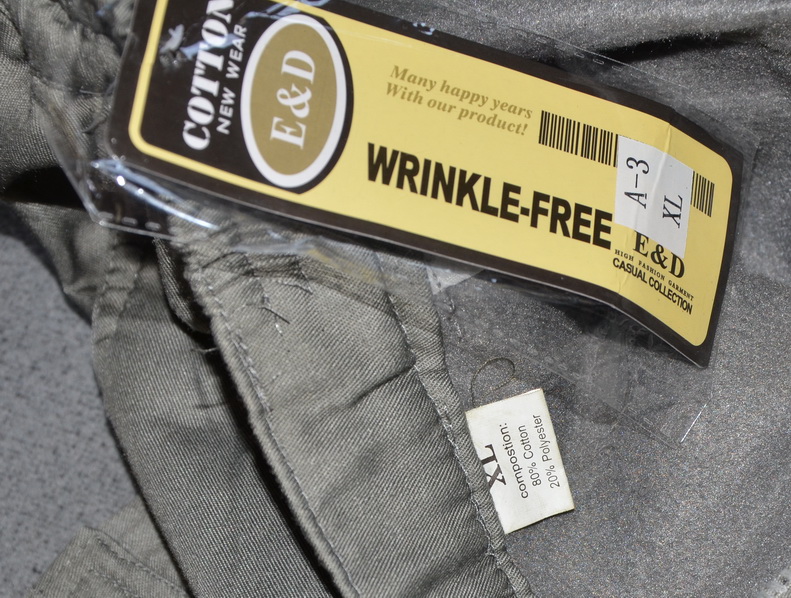 COTTON
NEW WEAR
E&D
Many happy years
With our product!
WRINKLE-FREE
A-3
XL
E&D
HIGH FASHION GARMENT
CASUAL COLLECTION
XL
compostion:
80% Cotton
20% Polyester